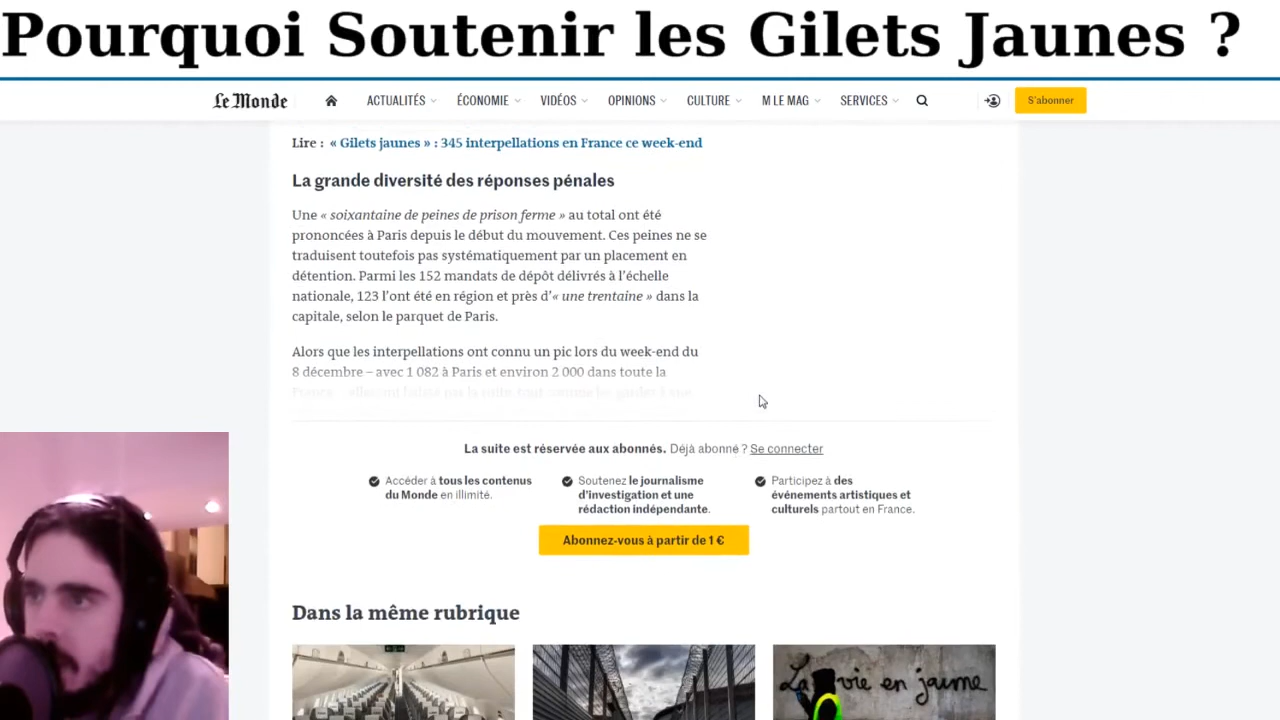 Pourquoi Soutenir les Gilets Jaunes ?
Le Monde
ACTUALITÉS
ÉCONOMIE
VIDÉOS
OPINIONS
CULTURE
M LE MAG
SERVICES
S'abonner
Lire : « Gilets jaunes » : 345 interpellations en France ce week-end
La grande diversité des réponses pénales
Une « soixantaine de peines de prison ferme » au total ont été
prononcées à Paris depuis le début du mouvement. Ces peines ne se
traduisent toutefois pas systématiquement par un placement en
détention. Parmi les 152 mandats de dépôt délivrés à l'échelle
nationale, 123 l'ont été en région et près d'« une trentaine » dans la
capitale, selon le parquet de Paris.
Alors que les interpellations ont connu un pic lors du week-end du
8 décembre – avec 1 082 à Paris et environ 2 000 dans toute la
France
La suite est réservée aux abonnés. Déjà abonné ? Se connecter
Accéder à tous les contenus
du Monde en illimité.
Soutenez le journalisme
d'investigation et une
rédaction indépendante.
Participez à des
événements artistiques et
culturels partout en France.
Abonnez-vous à partir de 1 €
Dans la même rubrique
La vie en jaune